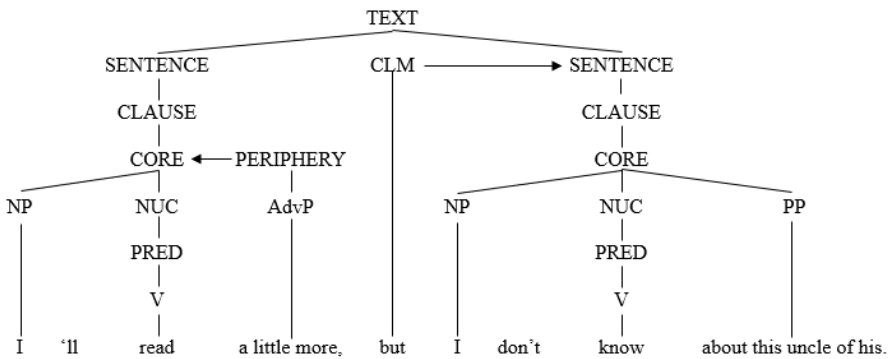 TEXT
SENTENCE CLM SENTENCE
CLAUSE CLAUSE
CORE PERIPHERY CORE
NP NUC AdvP NP NUC PP
PRED PRED
V V
I ‘ll read a little more, but I don’t know about this uncle of his.